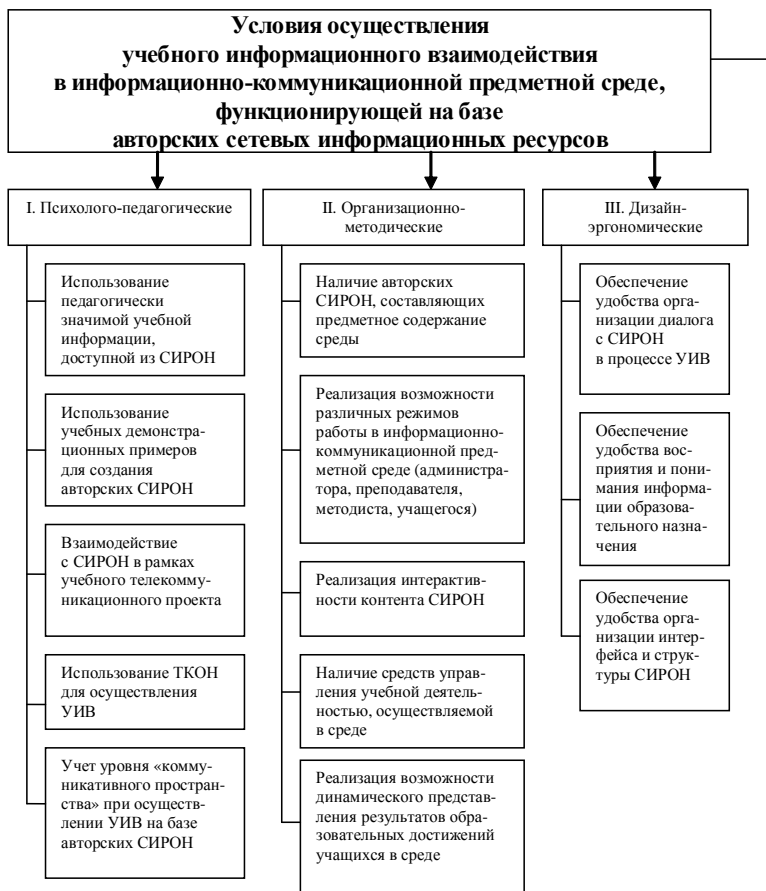 Условия осуществления
учебного информационного взаимодействия
в информационно-коммуникационной предметной среде,
функционирующей на базе
авторских сетевых информационных ресурсов
I. Психолого-педагогические
Использование
педагогически
значимой учебной
информации,
доступной из СИРОН
Использование
учебных демонстра-
ционных примеров
для создания
авторских СИРОН
Взаимодействие
с СИРОН в рамках
учебного телекомму-
никационного проекта
Использование ТКОН
для осуществления
УИВ
Учет уровня «комму-
никативного простран-
ства» при осуществ-
лении УИВ на базе
авторских СИРОН
II. Организационно-
методические
Наличие авторских
СИРОН, составляющих
предметное содержание
среды
Реализация возможности
различных режимов
работы в информационно-
коммуникационной пред-
метной среде (администра-
тора, преподавателя,
методиста, учащегося)
Реализация интерактив-
ности контента СИРОН
Наличие средств управ-
ления учебной деятель-
ностью, осуществляемой
в среде
Реализация возможности
динамического представ-
ления результатов обра-
зовательных достижений
учащихся в среде
III. Дизайн-
эргономические
Обеспечение
удобства орга-
низации диалога
с СИРОН
в процессе УИВ
Обеспечение
удобства вос-
приятия и по-
нимания информа-
ции образова-
тельного назна-
чения
Обеспечение
удобства орга-
низации интер-
фейса и струк-
туры СИРОН